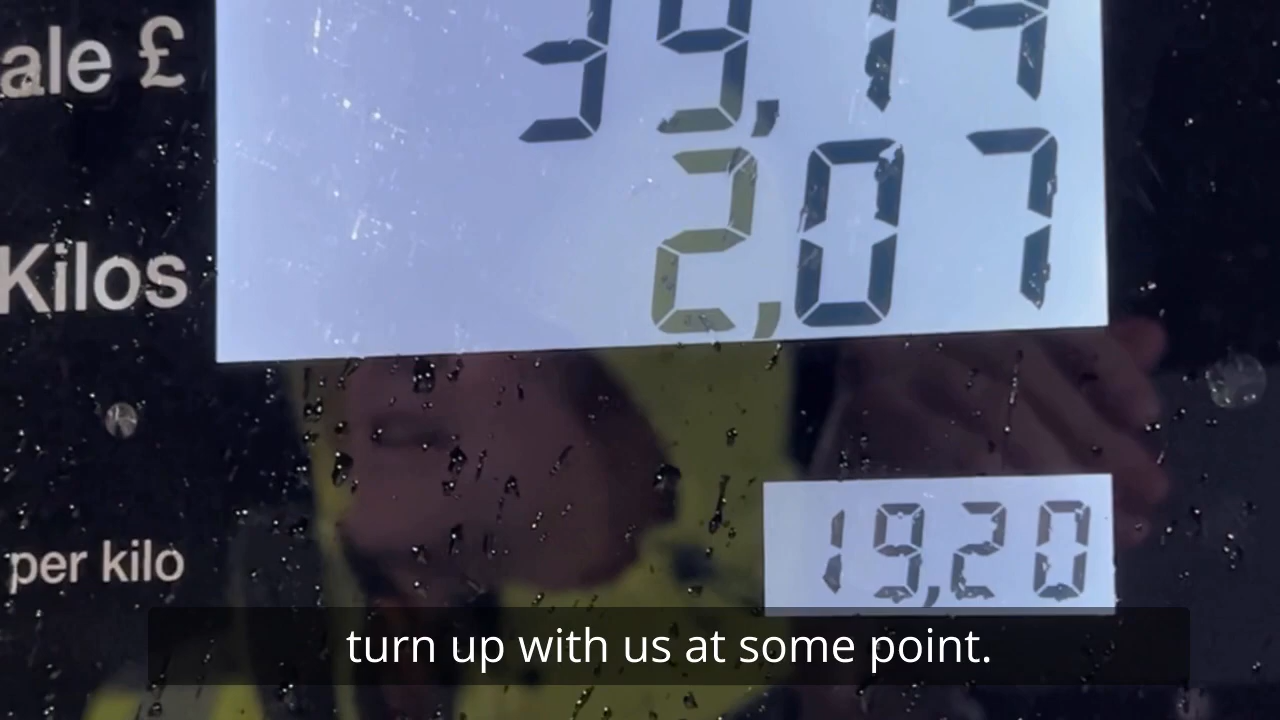 ale £ 39,74
Kilos 2,07
per kilo 19,20
turn up with us at some point.